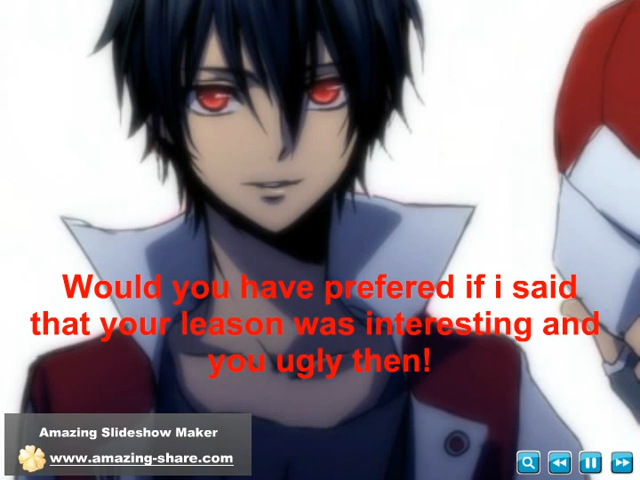 Would you have prefered if i said
that your leason was interesting and
you ugly then!
Amazing Slideshow Maker
www.amazing-share.com